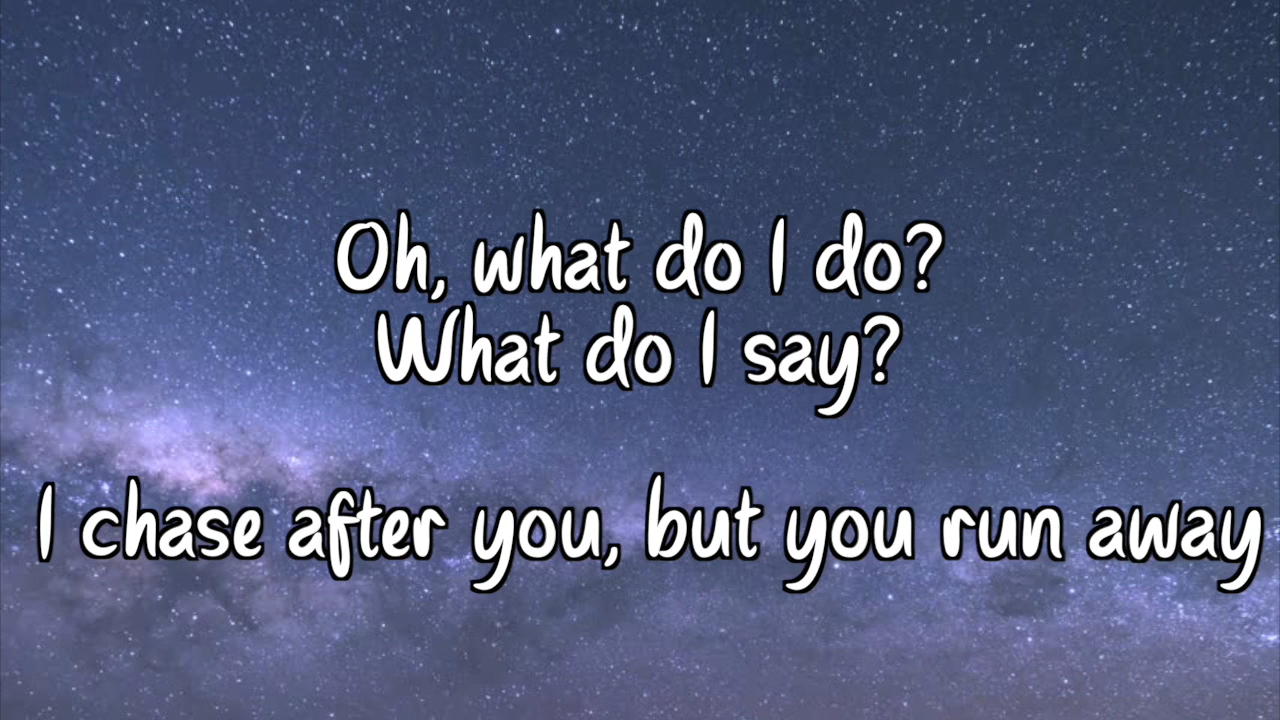 Oh, what do I do?
What do I say?
I chase after you, but you run away